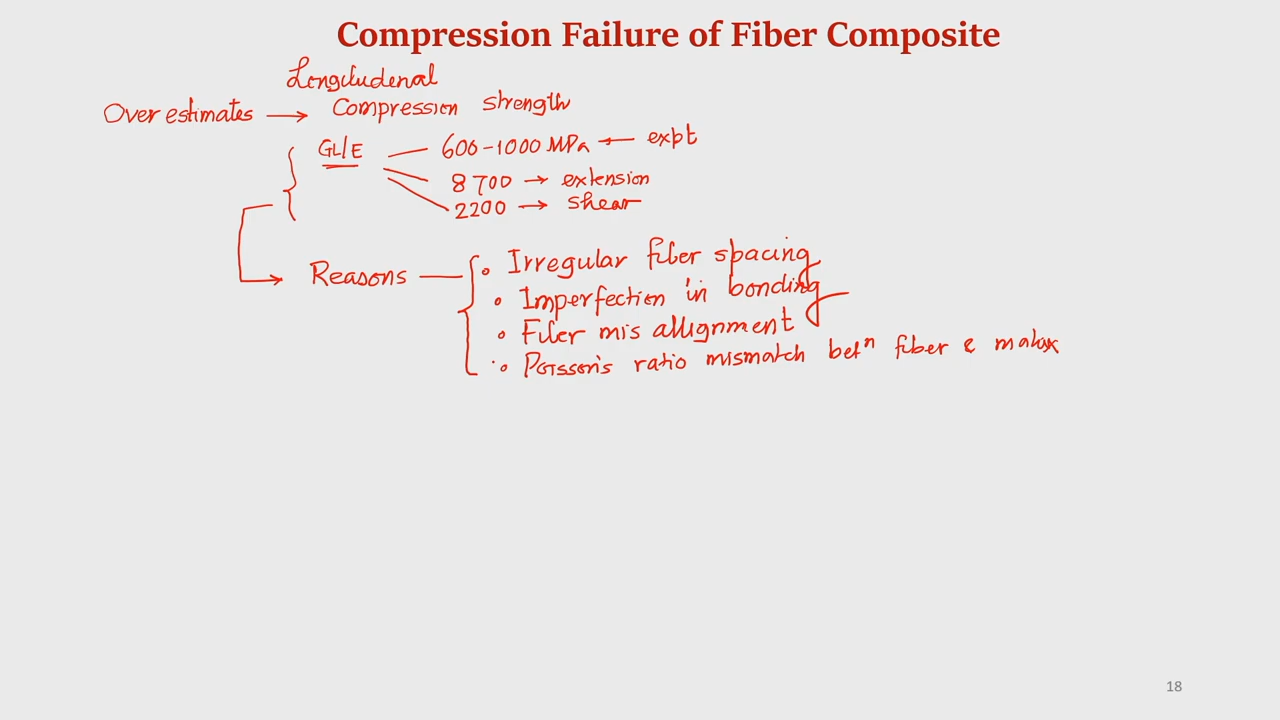 Compression Failure of Fiber Composite
Longitudenal
Over estimates → Compression strength
GL/E 600-1000 MPa ← expt
8700 → extension
2200 → shear
Reasons
• Irregular fiber spacing
• Imperfection in bonding
• Fiber mis allignment
• Poisson's ratio mismatch betⁿ fiber & matrix
18